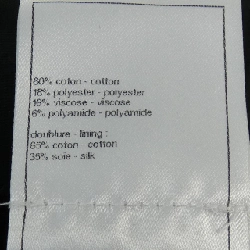 60% coton - cotton
18% polyester - polyester
16% viscose - viscose
6% polyamide - polyamide
doublure - lining :
65% coton - cotton
35% soie - silk